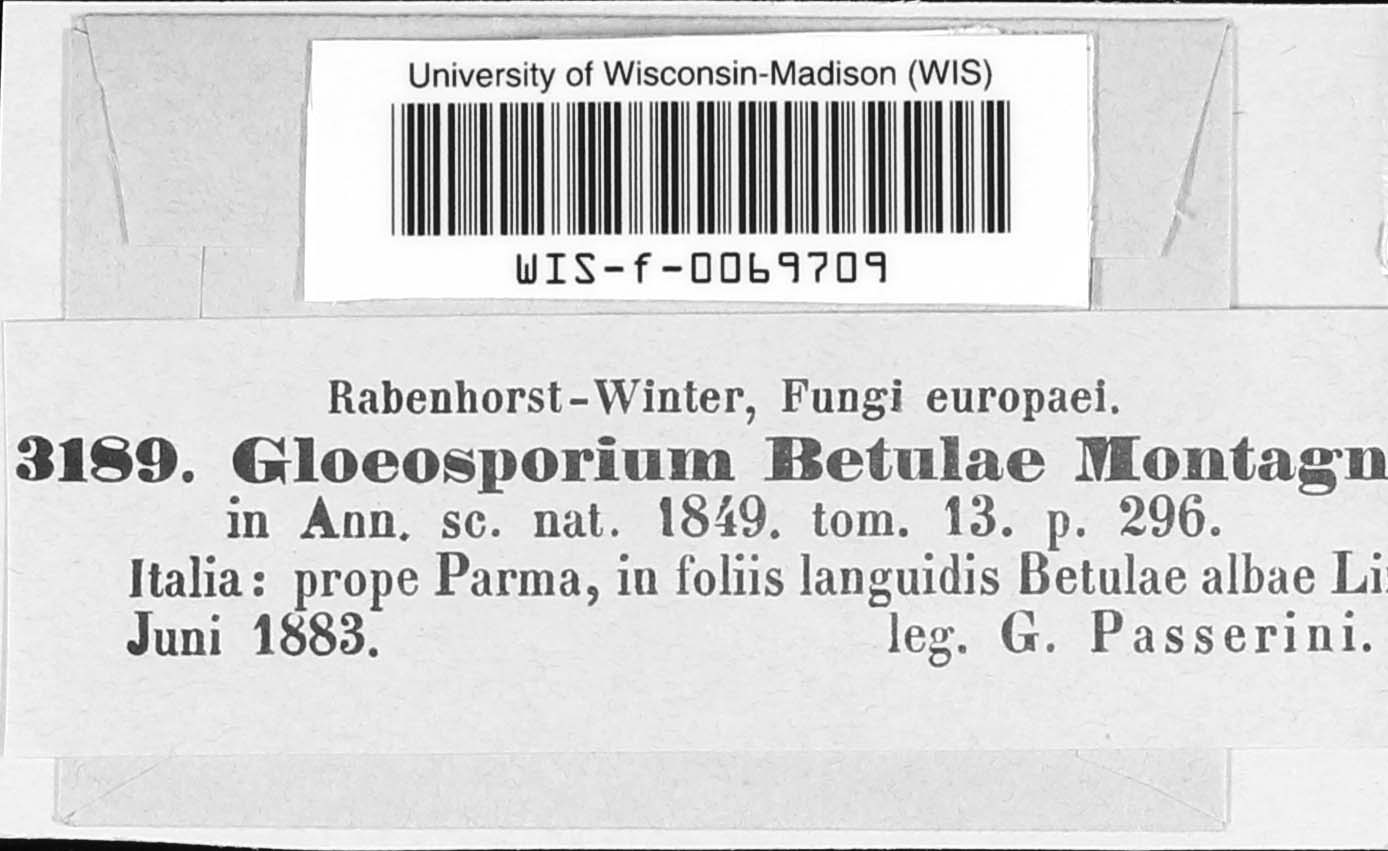 University of Wisconsin-Madison (WIS)
WIS-f-0069709
Rabenhorst-Winter, Fungi europaei.
3189. Gloeosporium Betulae Montagn
in Ann. sc. nat. 1849. tom. 13. p. 296.
Italia: prope Parma, in foliis languidis Betulae albae Li
Juni 1883. leg. G. Passerini.